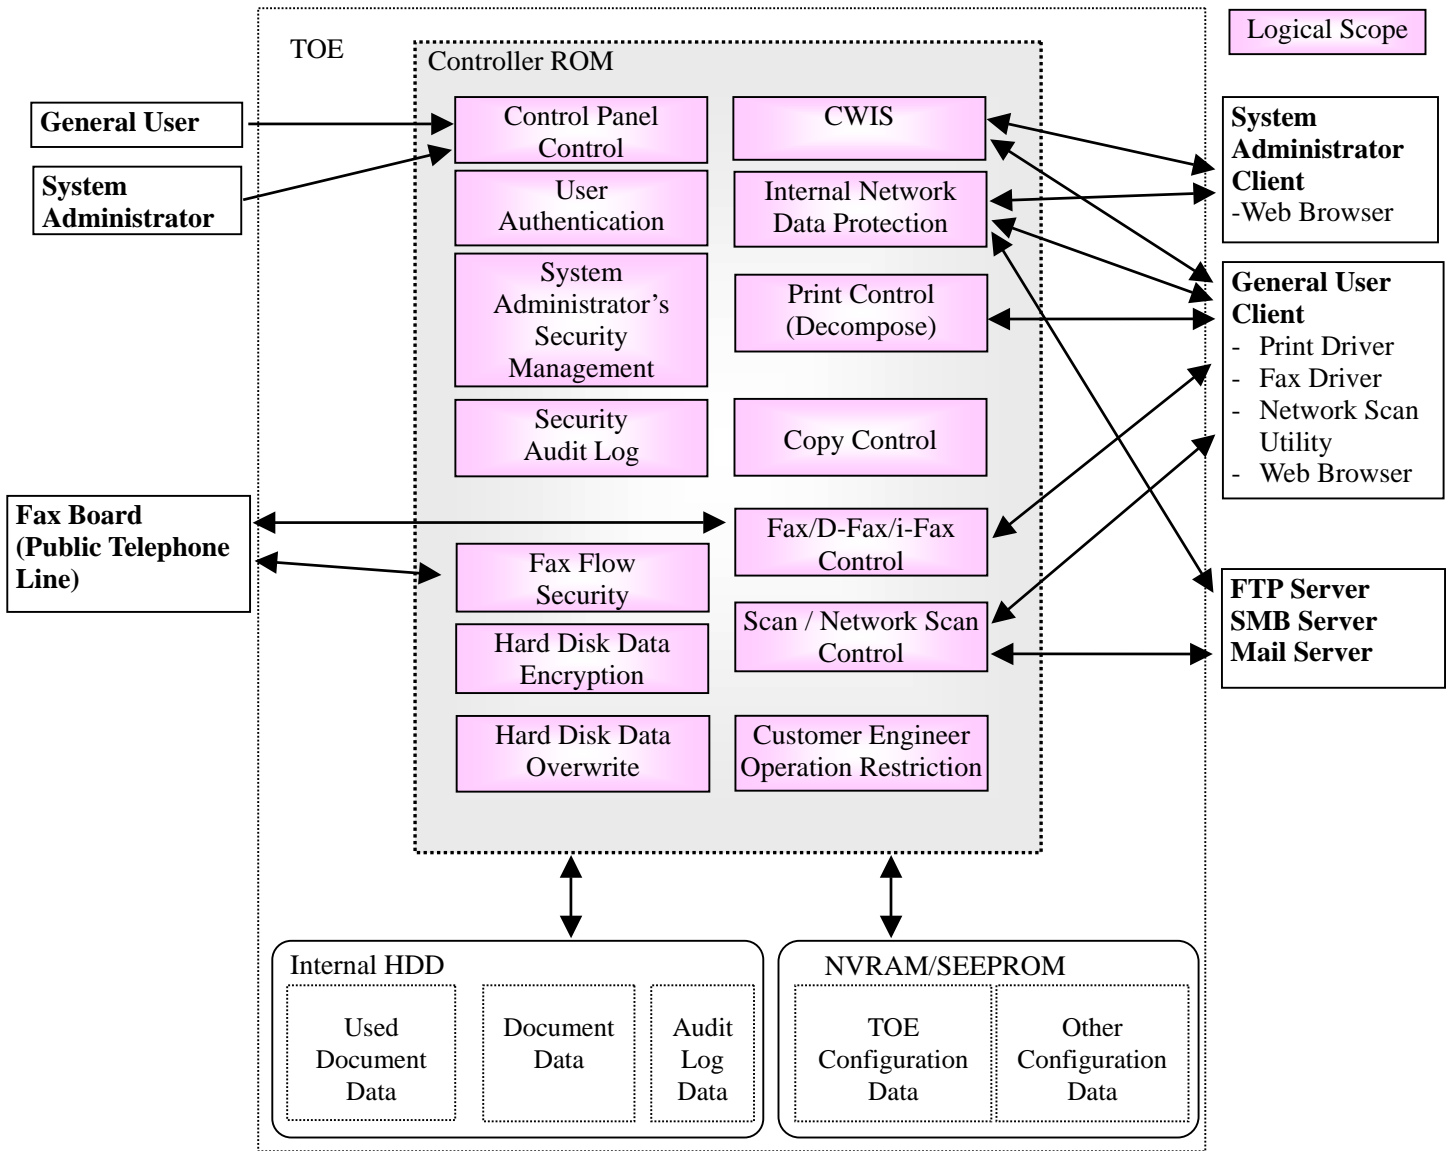 TOE
Logical Scope
Controller ROM
General User
System
Administrator
Control Panel
Control
User
Authentication
System
Administrator’s
Security
Management
Security
Audit Log
CWIS
Internal Network
Data Protection
Print Control
(Decompose)
Copy Control
System
Administrator
Client
-Web Browser
General User
Client
- Print Driver
- Fax Driver
- Network Scan
Utility
- Web Browser
Fax Board
(Public Telephone
Line)
Fax Flow
Security
Hard Disk Data
Encryption
Hard Disk Data
Overwrite
Fax/D-Fax/i-Fax
Control
Scan / Network Scan
Control
Customer Engineer
Operation Restriction
FTP Server
SMB Server
Mail Server
Internal HDD
Used
Document
Data
Document
Data
Audit
Log
Data
NVRAM/SEEPROM
TOE
Configuration
Data
Other
Configuration
Data